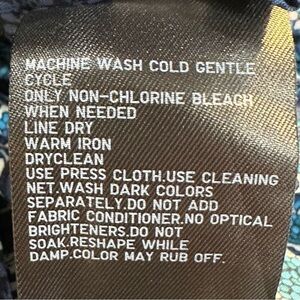 MACHINE WASH COLD GENTLE
CYCLE
ONLY NON-CHLORINE BLEACH
WHEN NEEDED
LINE DRY
WARM IRON
DRYCLEAN
USE PRESS CLOTH.USE CLEANING
NET.WASH DARK COLORS
SEPARATELY.DO NOT ADD
FABRIC CONDITIONER.NO OPTICAL
BRIGHTENERS.DO NOT
SOAK.RESHAPE WHILE
DAMP.COLOR MAY RUB OFF.